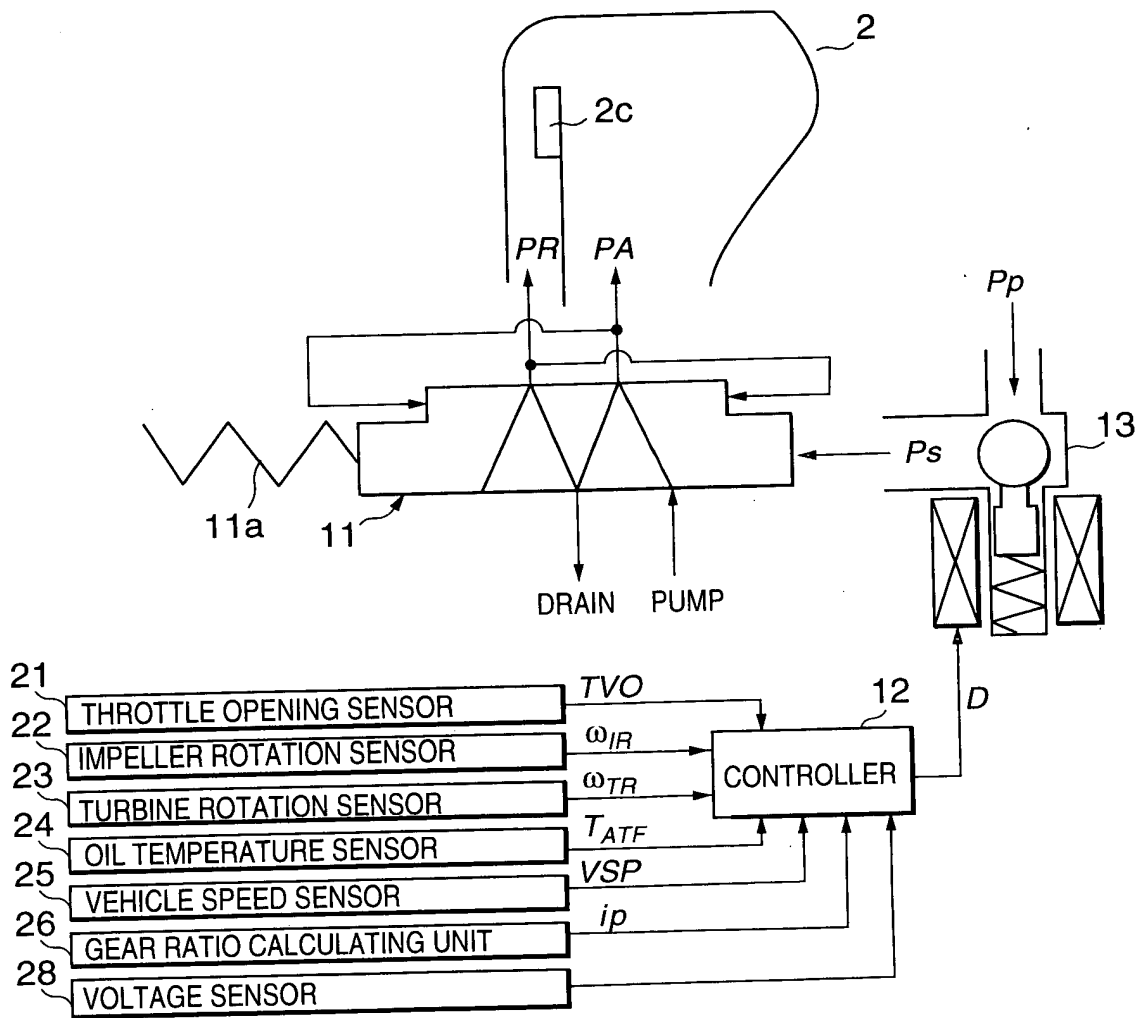 2
2c
PR PA
Pp
13
Ps
11a
11
DRAIN PUMP
21 THROTTLE OPENING SENSOR TVO
22 IMPELLER ROTATION SENSOR ωIR
23 TURBINE ROTATION SENSOR ωTR
24 OIL TEMPERATURE SENSOR TATF
25 VEHICLE SPEED SENSOR VSP
26 GEAR RATIO CALCULATING UNIT ip
28 VOLTAGE SENSOR
12
CONTROLLER
D